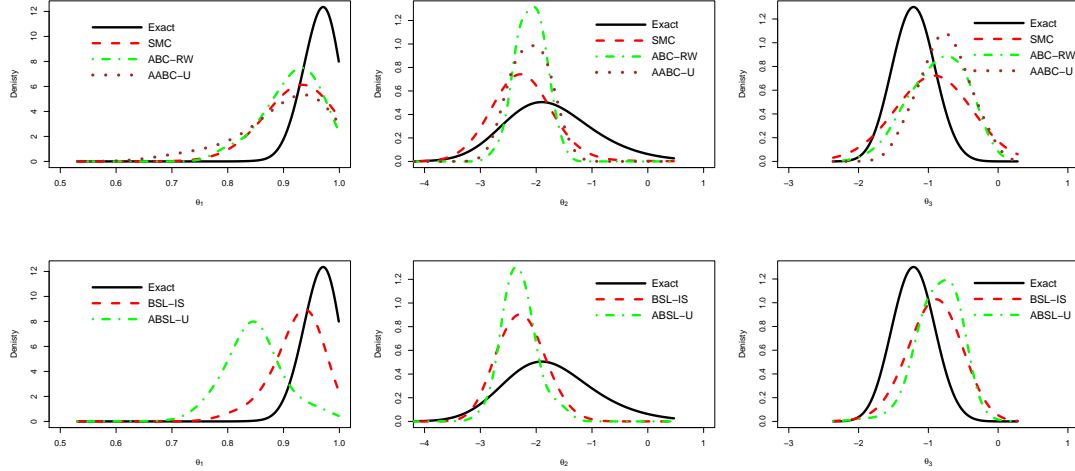 Exact
SMC
ABC−RW
AABC−U
Denisty
0 2 4 6 8 10 12
0.5 0.6 0.7 0.8 0.9 1.0
θ1
Exact
SMC
ABC−RW
AABC−U
Denisty
0.0 0.2 0.4 0.6 0.8 1.0 1.2
−4 −3 −2 −1 0 1
θ2
Exact
SMC
ABC−RW
AABC−U
Denisty
0.0 0.2 0.4 0.6 0.8 1.0 1.2
−3 −2 −1 0 1
θ3
Exact
BSL−IS
ABSL−U
Denisty
0 2 4 6 8 10 12
0.5 0.6 0.7 0.8 0.9 1.0
θ1
Exact
BSL−IS
ABSL−U
Denisty
0.0 0.2 0.4 0.6 0.8 1.0 1.2
−4 −3 −2 −1 0 1
θ2
Exact
BSL−IS
ABSL−U
Denisty
0.0 0.2 0.4 0.6 0.8 1.0 1.2
−3 −2 −1 0 1
θ3